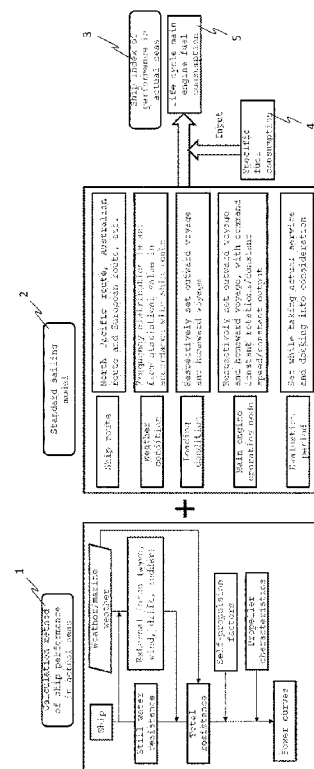 1
Calculation method
of ship performance
in actual seas
Ship
Weather/marine
weather
Still water
resistance
External force (wave,
wind, drift, rudder)
Total
resistance
Self-propulsion
factors
Propeller
characteristics
Power curves
+
2
Standard sailing
model
Ship route
North Pacific route, Australian
route and European route, etc.
Weather
condition
Frequency distribution is set
from statistical value in
accordance with ship route
Loading
condition
Respectively set outward voyage
and homeward voyage
Main engine
operation mode
Respectively set outward voyage
and homeward voyage, with command
constant rotations/constant
speed/constant output
Evaluation
period
Set while taking actual service
and docking into consideration
3
Ship index of
performance in
actual seas
5
Life cycle main
engine fuel
consumption
Input
Specific
fuel
consumption
4